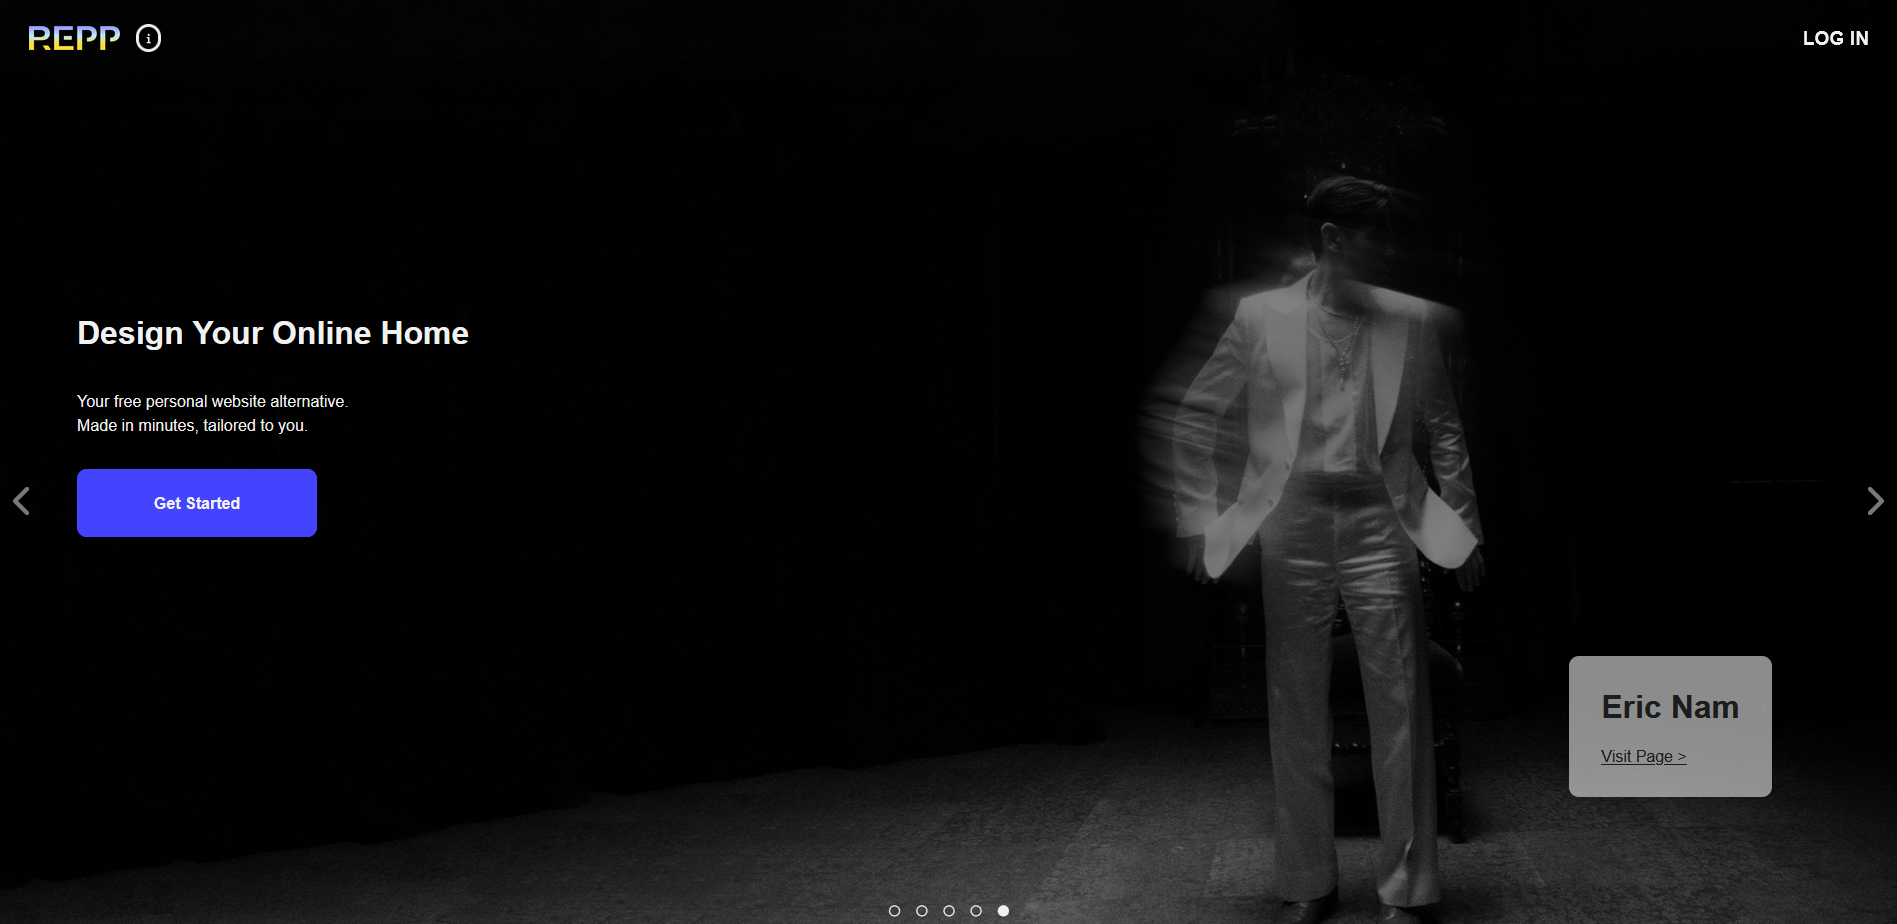 REPP
i
LOG IN
Design Your Online Home
Your free personal website alternative.
Made in minutes, tailored to you.
Get Started
Eric Nam
Visit Page >